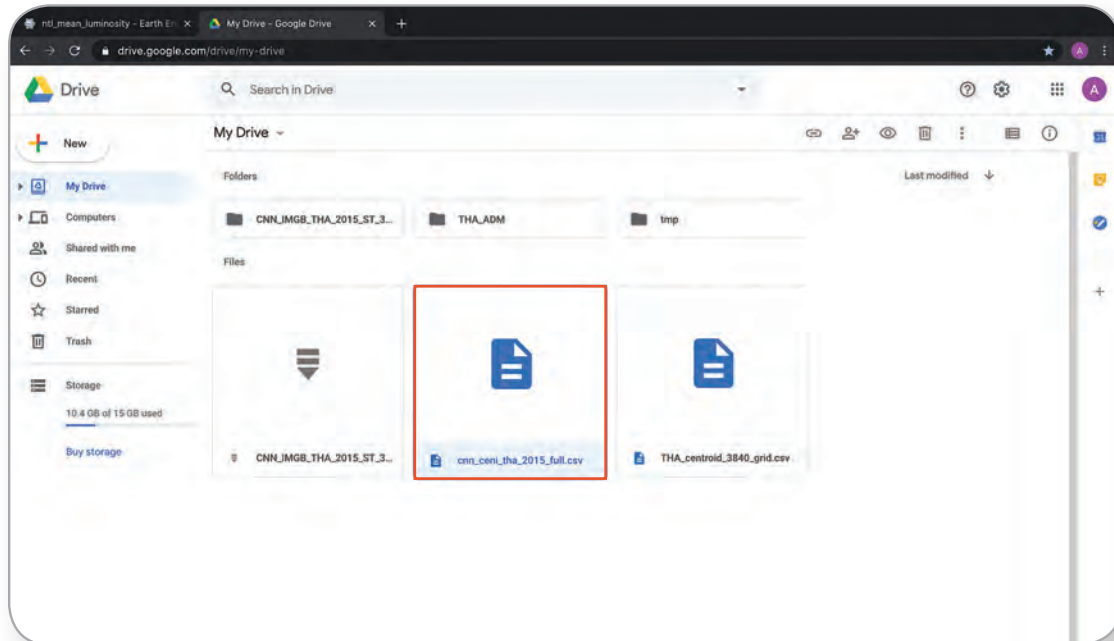 ntl_mean_luminosity - Earth En
My Drive - Google Drive
drive.google.com/drive/my-drive
A
Drive
Search in Drive
A
New
My Drive
31
My Drive
Computers
Shared with me
Recent
Starred
Trash
Storage
10.4 GB of 15 GB used
Buy storage
Folders
Last modified
CNN_IMGB_THA_2015_ST_3...
THA_ADM
tmp
Files
CNN_IMGB_THA_2015_ST_3...
cnn_ceni_tha_2015_full.csv
THA_centroid_3840_grid.csv